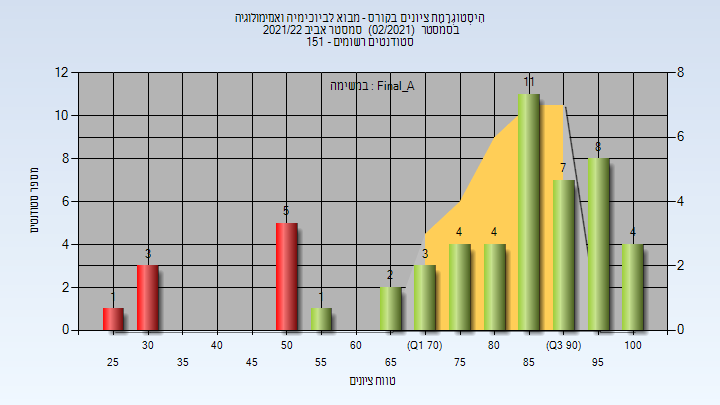 היסטוגרמת ציונים בקורס - מבוא לביוכימיה ואנזימולוגיה
בסמסטר (02/2021) סמסטר אביב 2021/22
סטודנטים רשומים - 151
במשימה : Final_A
מספר סטודנטים
12 10 8 6 4 2 0
8 6 4 2 0
1 3 5 1 2 3 4 4 11 7 8 4
30 40 50 60 (Q1 70) 80 (Q3 90) 100
25 35 45 55 65 75 85 95
טווח ציונים